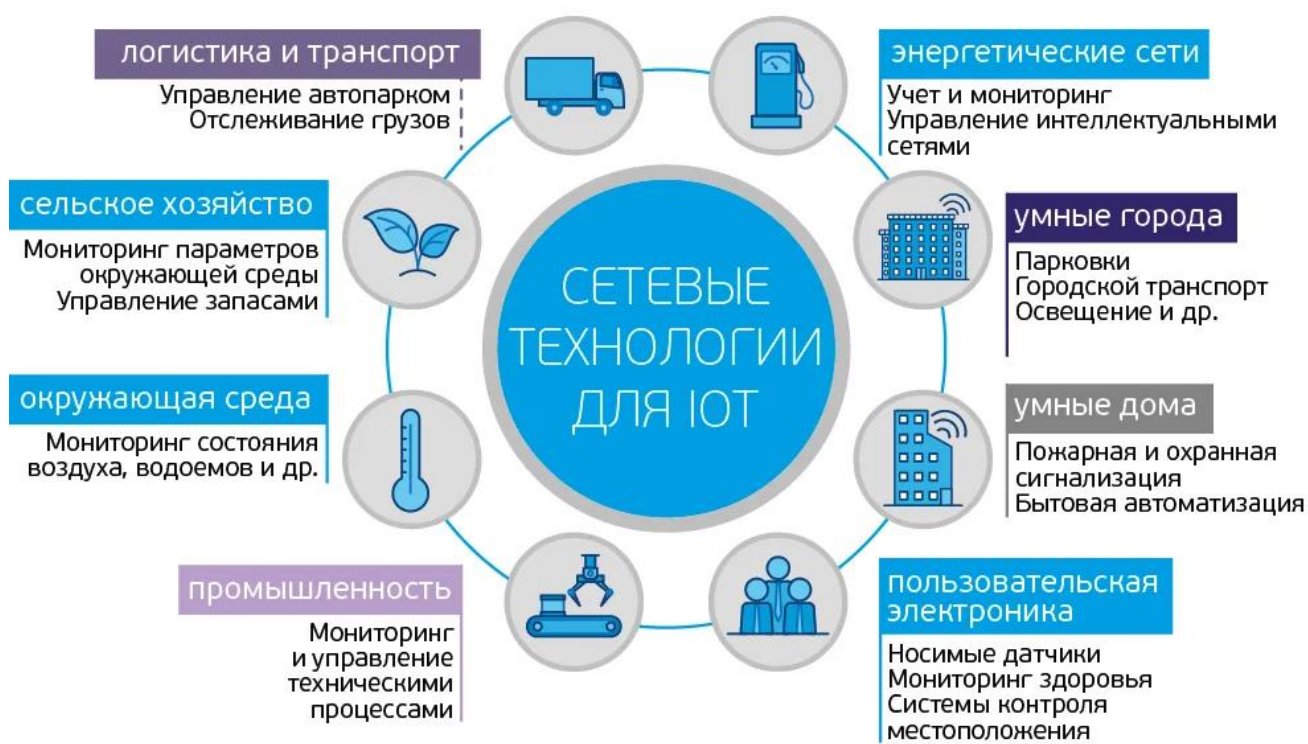 логистика и транспорт
Управление автопарком
Отслеживание грузов
энергетические сети
Учет и мониторинг
Управление интеллектуальными
сетями
сельское хозяйство
Мониторинг параметров
окружающей среды
Управление запасами
умные города
Парковки
Городской транспорт
Освещение и др.
СЕТЕВЫЕ
ТЕХНОЛОГИИ
ДЛЯ IOT
окружающая среда
Мониторинг состояния
воздуха, водоемов и др.
умные дома
Пожарная и охранная
сигнализация
Бытовая автоматизация
промышленность
Мониторинг
и управление
техническими
процессами
пользовательская
электроника
Носимые датчики
Мониторинг здоровья
Системы контроля
местоположения